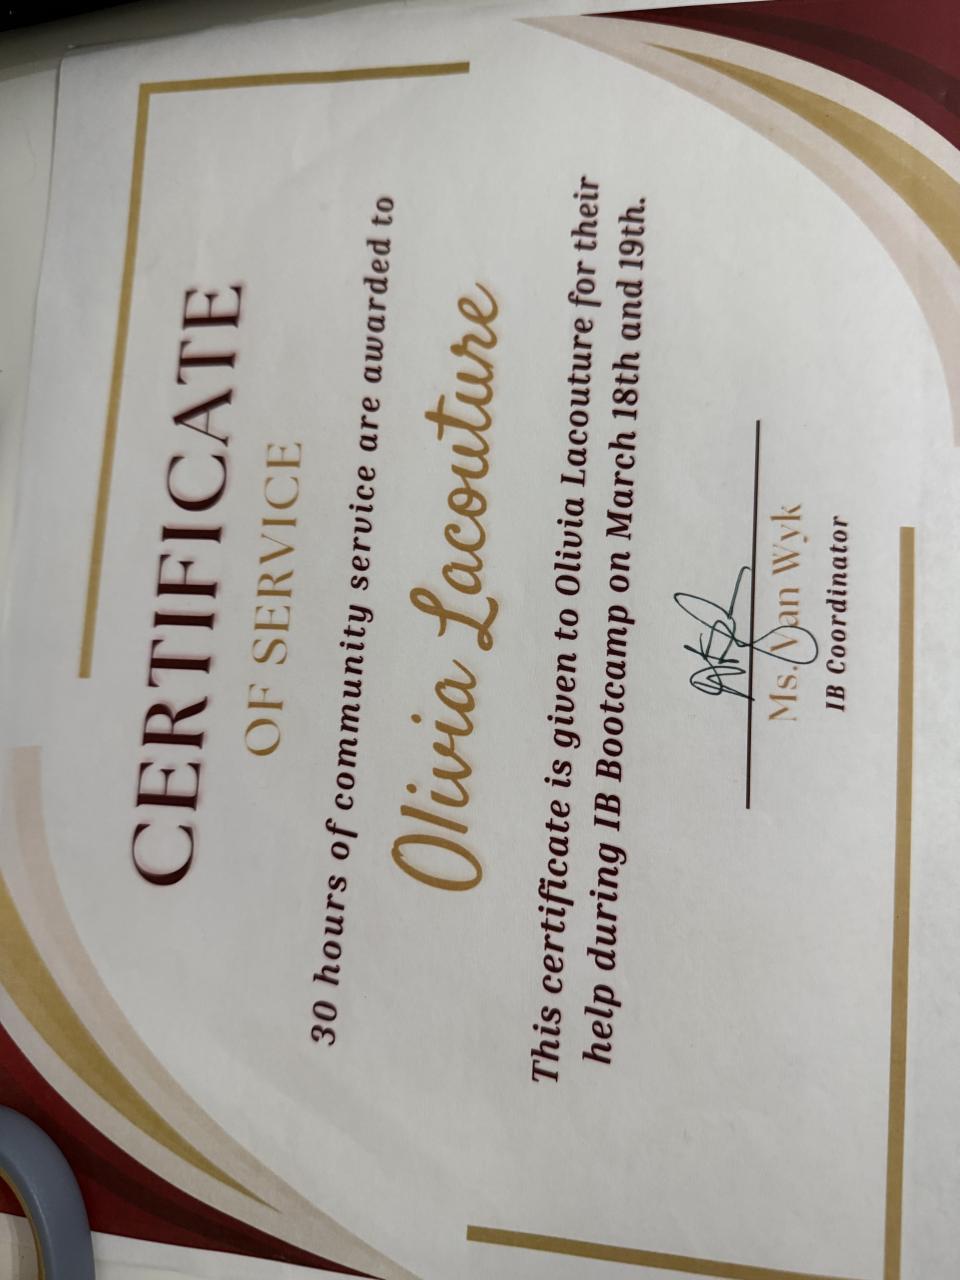 CERTIFICATE
OF SERVICE
30 hours of community service are awarded to
Olivia Lacouture
This certificate is given to Olivia Lacouture for their
help during IB Bootcamp on March 18th and 19th.
Ms. Van Wyk
IB Coordinator